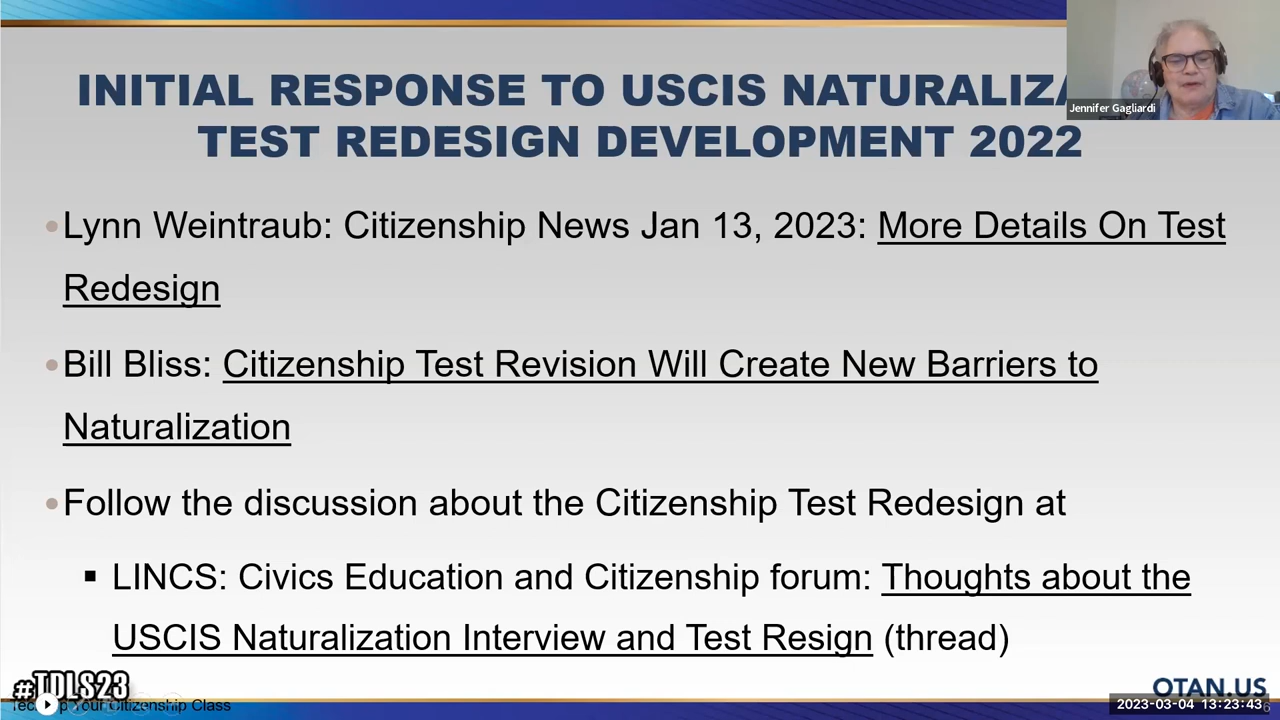 INITIAL RESPONSE TO USCIS NATURALIZA
Jennifer Gagliardi
TEST REDESIGN DEVELOPMENT 2022
•Lynn Weintraub: Citizenship News Jan 13, 2023: More Details On Test
Redesign
•Bill Bliss: Citizenship Test Revision Will Create New Barriers to
Naturalization
•Follow the discussion about the Citizenship Test Redesign at
▪ LINCS: Civics Education and Citizenship forum: Thoughts about the
USCIS Naturalization Interview and Test Resign (thread)
#TDLS23
OTAN.US
Your Citizenship Class
2023-03-04 13:23:43
6